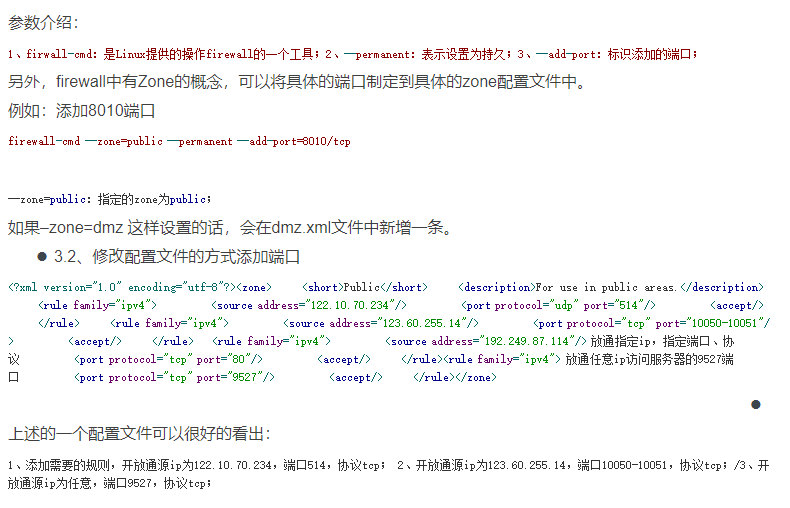 参数介绍：
1、firwall-cmd：是Linux提供的操作firewall的一个工具；2、—permanent：表示设置为持久；3、—add-port：标识添加的端口；
另外，firewall中有Zone的概念，可以将具体的端口制定到具体的zone配置文件中。
例如：添加8010端口
firewall-cmd —zone=public —permanent —add-port=8010/tcp
—zone=public：指定的zone为public；
如果–zone=dmz 这样设置的话，会在dmz.xml文件中新增一条。
● 3.2、修改配置文件的方式添加端口
<?xml version="1.0" encoding="utf-8"?><zone> <short>Public</short> <description>For use in public areas.</description>
<rule family="ipv4"> <source address="122.10.70.234"/> <port protocol="udp" port="514"/> <accept/>
</rule> <rule family="ipv4"> <source address="123.60.255.14"/> <port protocol="tcp" port="10050-10051"/
> <accept/> </rule> <rule family="ipv4"> <source address="192.249.87.114"/> 放通指定ip，指定端口、协
议 <port protocol="tcp" port="80"/> <accept/> </rule><rule family="ipv4"> 放通任意ip访问服务器的9527端
口 <port protocol="tcp" port="9527"/> <accept/> </rule></zone>
●
上述的一个配置文件可以很好的看出：
1、添加需要的规则，开放通源ip为122.10.70.234，端口514，协议tcp； 2、开放通源ip为123.60.255.14，端口10050-10051，协议tcp；/3、开
放通源ip为任意，端口9527，协议tcp；